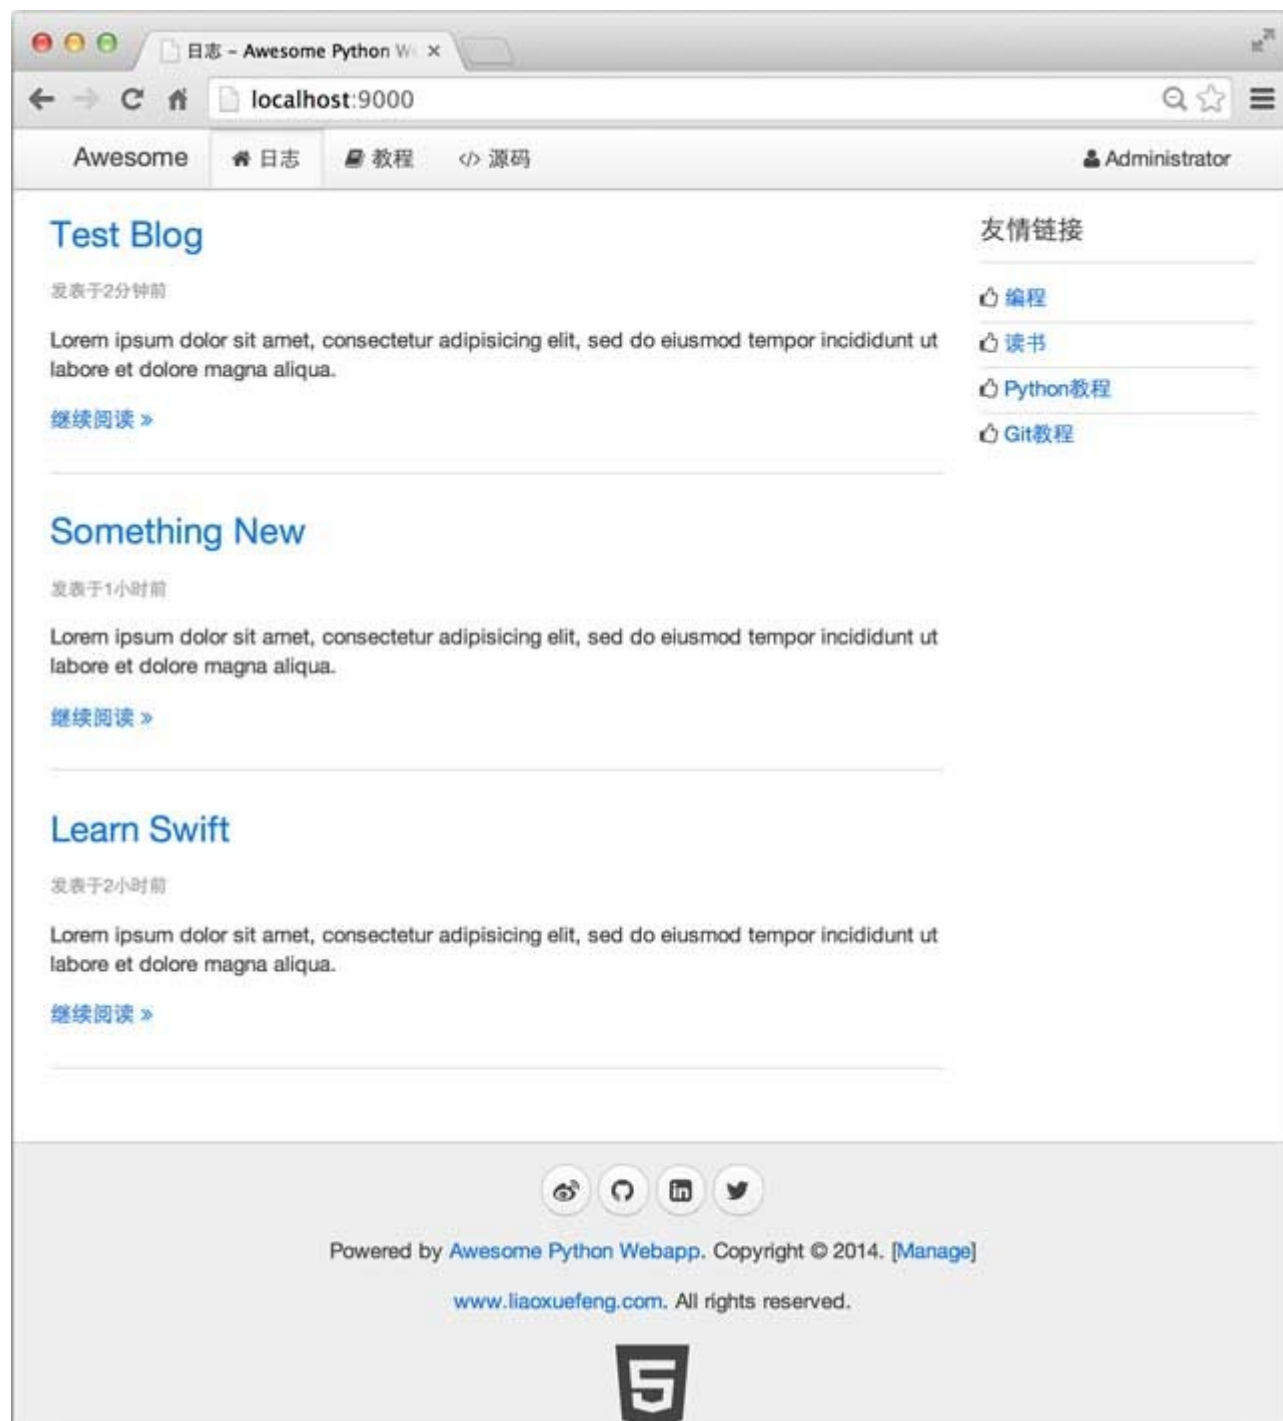 日志 - Awesome Python W
localhost:9000
Awesome 日志 教程 源码 Administrator
Test Blog
发表于2分钟前
Lorem ipsum dolor sit amet, consectetur adipisicing elit, sed do eiusmod tempor incididunt ut
labore et dolore magna aliqua.
继续阅读 »
Something New
发表于1小时前
Lorem ipsum dolor sit amet, consectetur adipisicing elit, sed do eiusmod tempor incididunt ut
labore et dolore magna aliqua.
继续阅读 »
Learn Swift
发表于2小时前
Lorem ipsum dolor sit amet, consectetur adipisicing elit, sed do eiusmod tempor incididunt ut
labore et dolore magna aliqua.
继续阅读 »
友情链接
编程
读书
Python教程
Git教程
Powered by Awesome Python Webapp. Copyright © 2014. [Manage]
www.liaoxuefeng.com. All rights reserved.